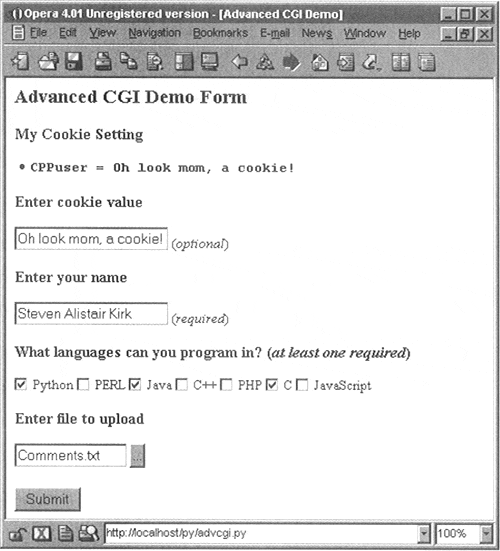 Opera 4.01 Unregistered version - [Advanced CGI Demo]
File Edit View Navigation Bookmarks E-mail News Window Help
Advanced CGI Demo Form
My Cookie Setting
• CPPuser = Oh look mom, a cookie!
Enter cookie value
Oh look mom, a cookie! (optional)
Enter your name
Steven Alistair Kirk (required)
What languages can you program in? (at least one required)
Python PERL Java C++ PHP C JavaScript
Enter file to upload
Comments.txt ...
Submit
http://localhost/py/advcgi.py 100%